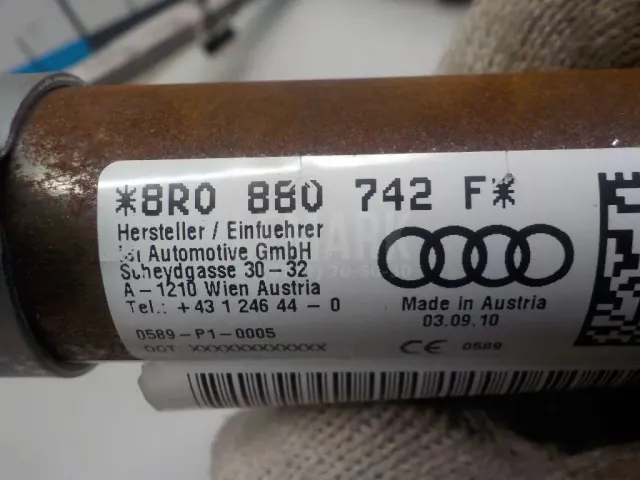 *8R0 880 742 F*
Hersteller / Einfuehrer
Automotive GmbH
Scheydgasse 30-32
A-1210 Wien Austria
Tel.: +43 1 246 44-0
0589-P1-0005
DOT XXXXXXXXXXXX
Made in Austria
03.09.10
CE 0589